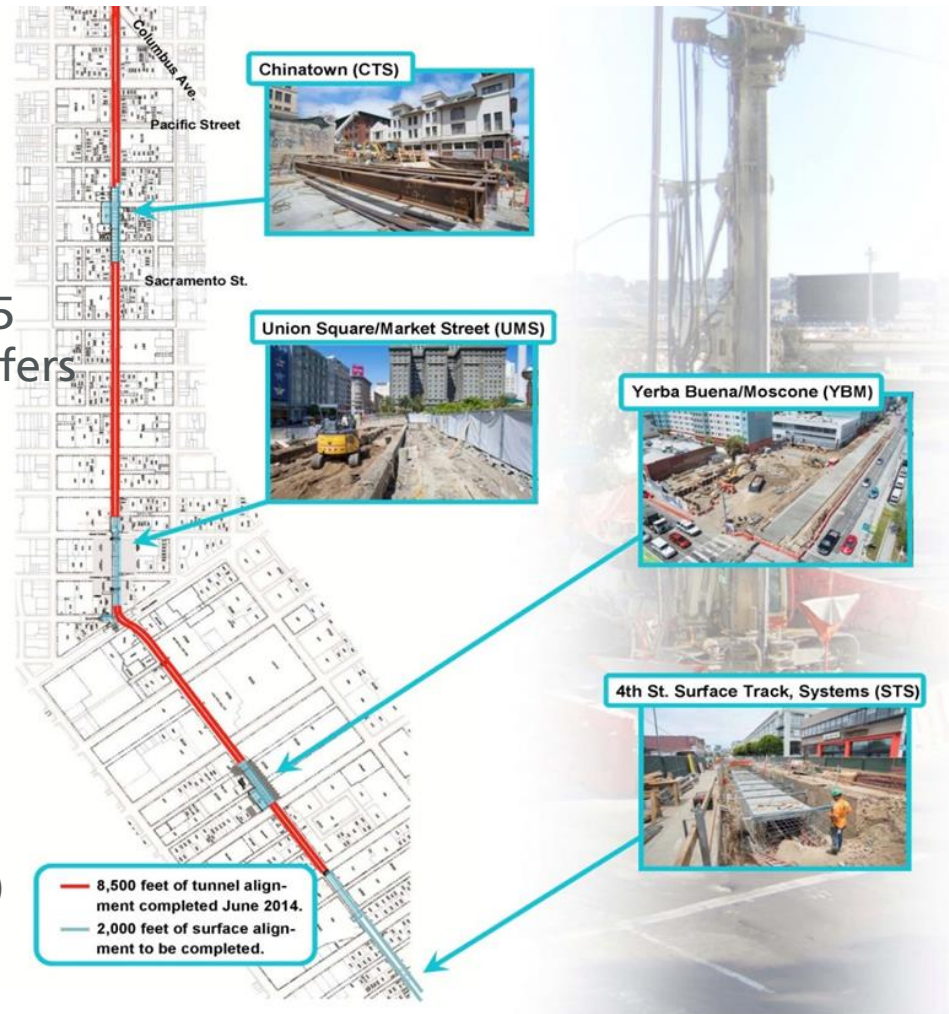 Columbus Ave.
Chinatown (CTS)
Pacific Street
Sacramento St.
5
fers
Union Square/Market Street (UMS)
Yerba Buena/Moscone (YBM)
4th St. Surface Track, Systems (STS)
)
8,500 feet of tunnel align-
ment completed June 2014.
2,000 feet of surface align-
ment to be completed.